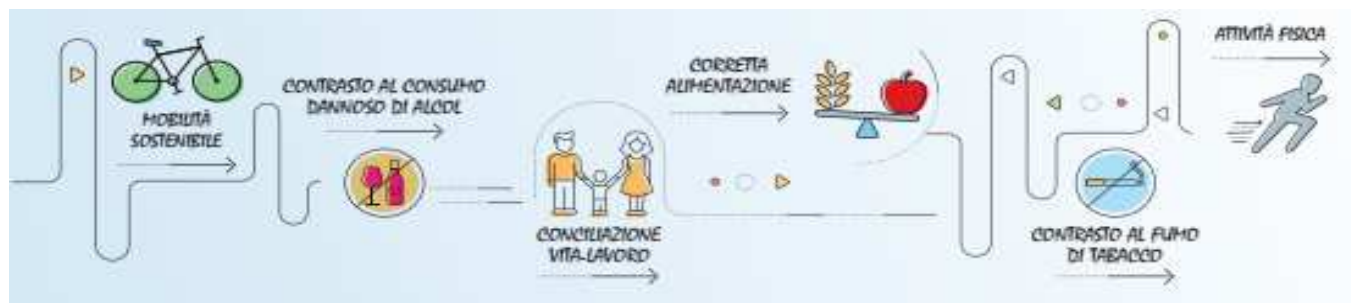 MOBILITÀ
SOSTENIBILE
CONTRASTO AL CONSUMO
DANNOSO DI ALCOL
CONCILIAZIONE
VITA-LAVORO
CORRETTA
ALIMENTAZIONE
CONTRASTO AL FUMO
DI TABACCO
ATTIVITÀ FISICA